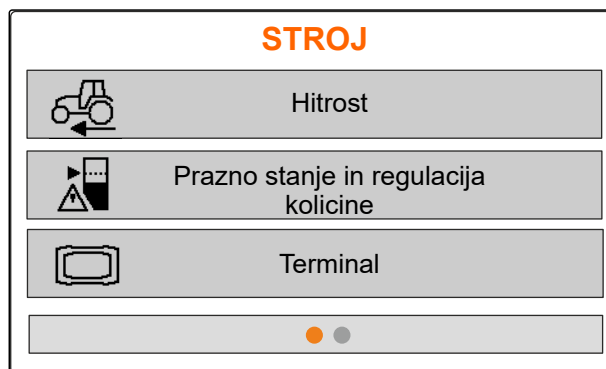 STROJ
Hitrost
Prazno stanje in regulacija
kolicine
Terminal